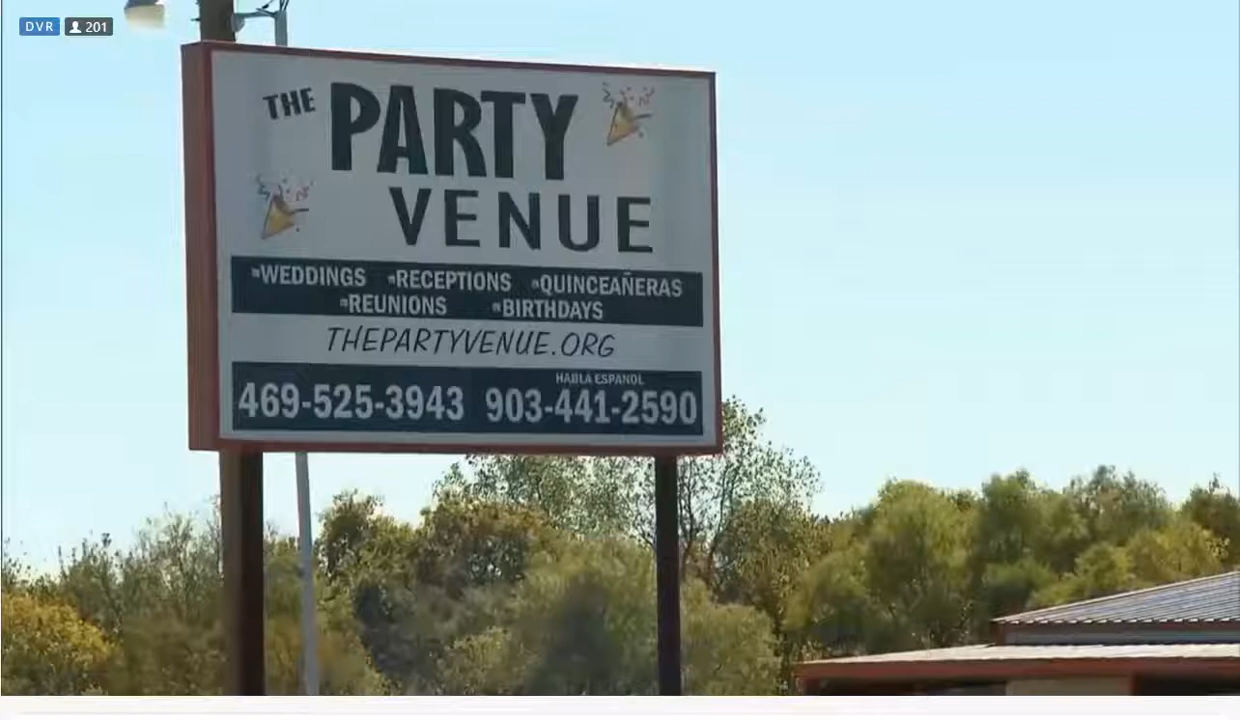 DVR 201
THE PARTY
VENUE
WEDDINGS RECEPTIONS QUINCEAÑERAS
REUNIONS BIRTHDAYS
THEPARTYVENUE.ORG
HABLA ESPANOL
469-525-3943 903-441-2590